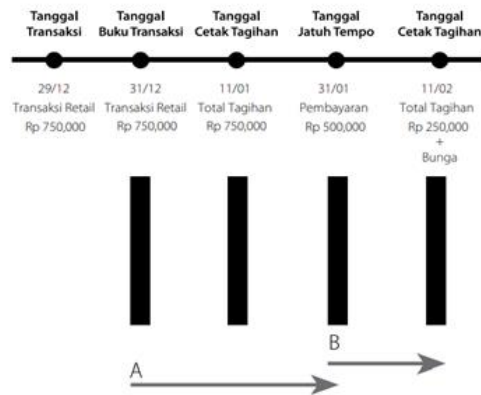 Tanggal
Transaksi
Tanggal
Buku Transaksi
Tanggal
Cetak Tagihan
Tanggal
Jatuh Tempo
Tanggal
Cetak Tagihan
29/12
Transaksi Retail
Rp 750,000
31/12
Transaksi Retail
Rp 750,000
11/01
Total Tagihan
Rp 750,000
31/01
Pembayaran
Rp 500,000
11/02
Total Tagihan
Rp 250,000
+
Bunga
B
A